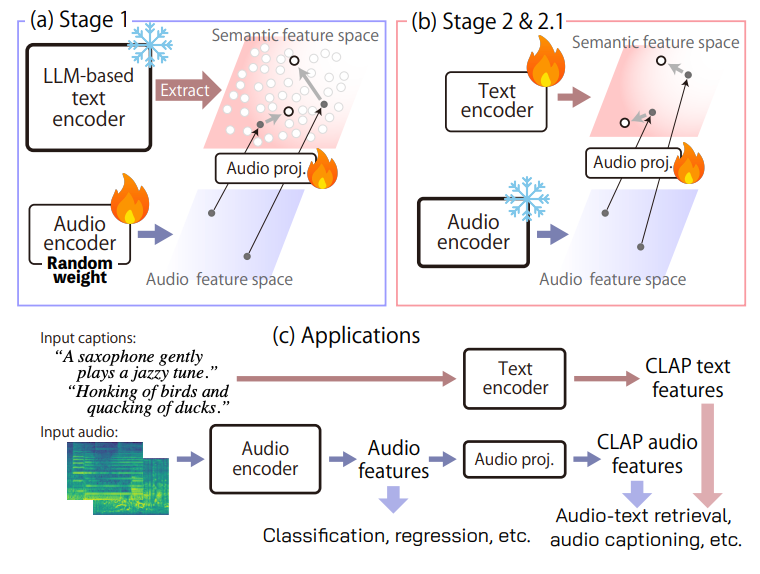 (a) Stage 1
Semantic feature space
LLM-based
text
encoder
Extract
Audio proj.
Audio
encoder
Random
weight
Audio feature space
(b) Stage 2 & 2.1
Semantic feature space
Text
encoder
Audio proj.
Audio
encoder
Audio feature space
(c) Applications
Input captions:
“A saxophone gently
plays a jazzy tune.”
“Honking of birds and
quacking of ducks.”
Text
encoder
CLAP text
features
Input audio:
Audio
encoder
Audio
features
Audio proj.
CLAP audio
features
Classification, regression, etc.
Audio-text retrieval,
audio captioning, etc.